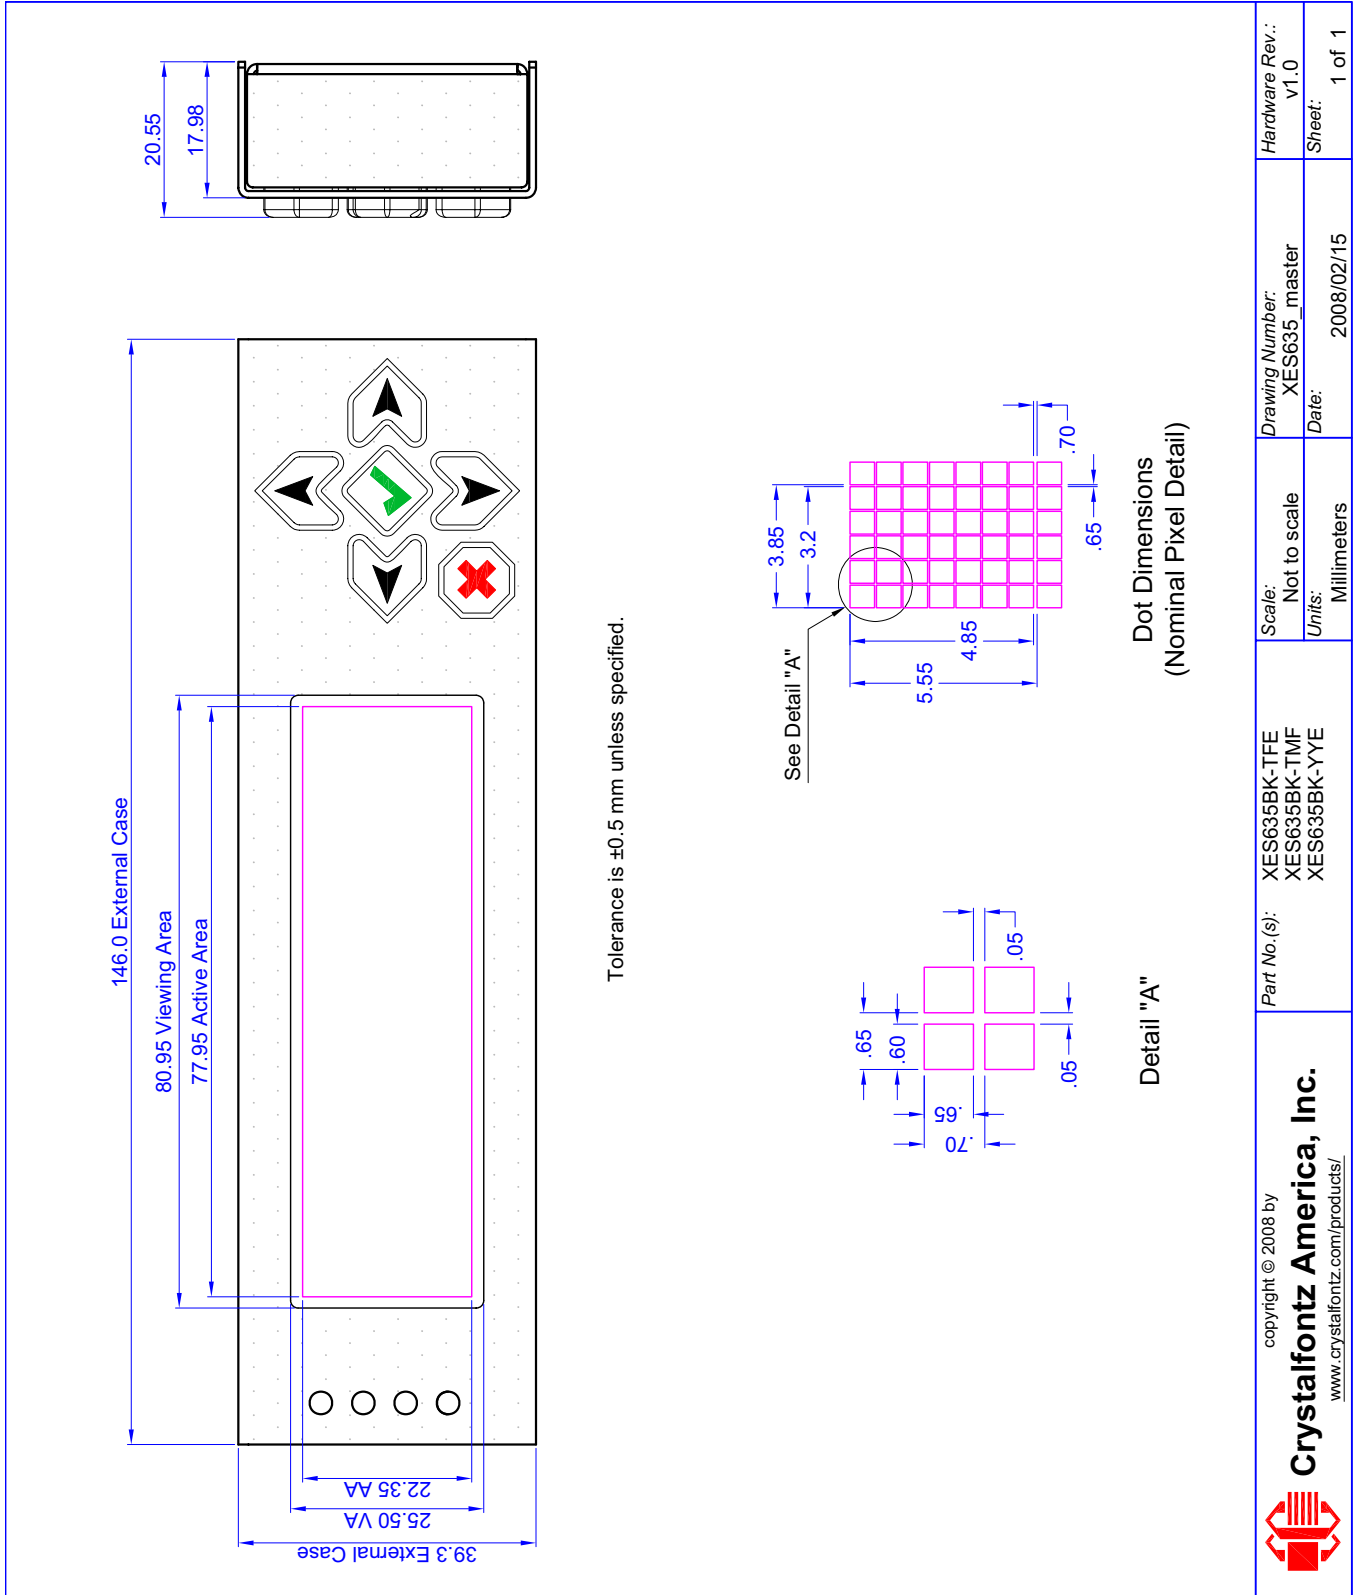 20.55
17.98
146.0 External Case
80.95 Viewing Area
77.95 Active Area
39.3 External Case
25.50 VA
22.35 AA
Tolerance is ±0.5 mm unless specified.
See Detail "A"
3.85
3.2
5.55
4.85
.65
.70
Dot Dimensions
(Nominal Pixel Detail)
.65
.60
.65
.70
.05
.05
Detail "A"
copyright © 2008 by
Crystalfontz America, Inc.
www.crystalfontz.com/products/
Part No.(s):
XES635BK-TFE
XES635BK-TMF
XES635BK-YYE
Scale:
Not to scale
Units:
Millimeters
Drawing Number:
XES635_master
Date:
2008/02/15
Hardware Rev.:
v1.0
Sheet:
1 of 1